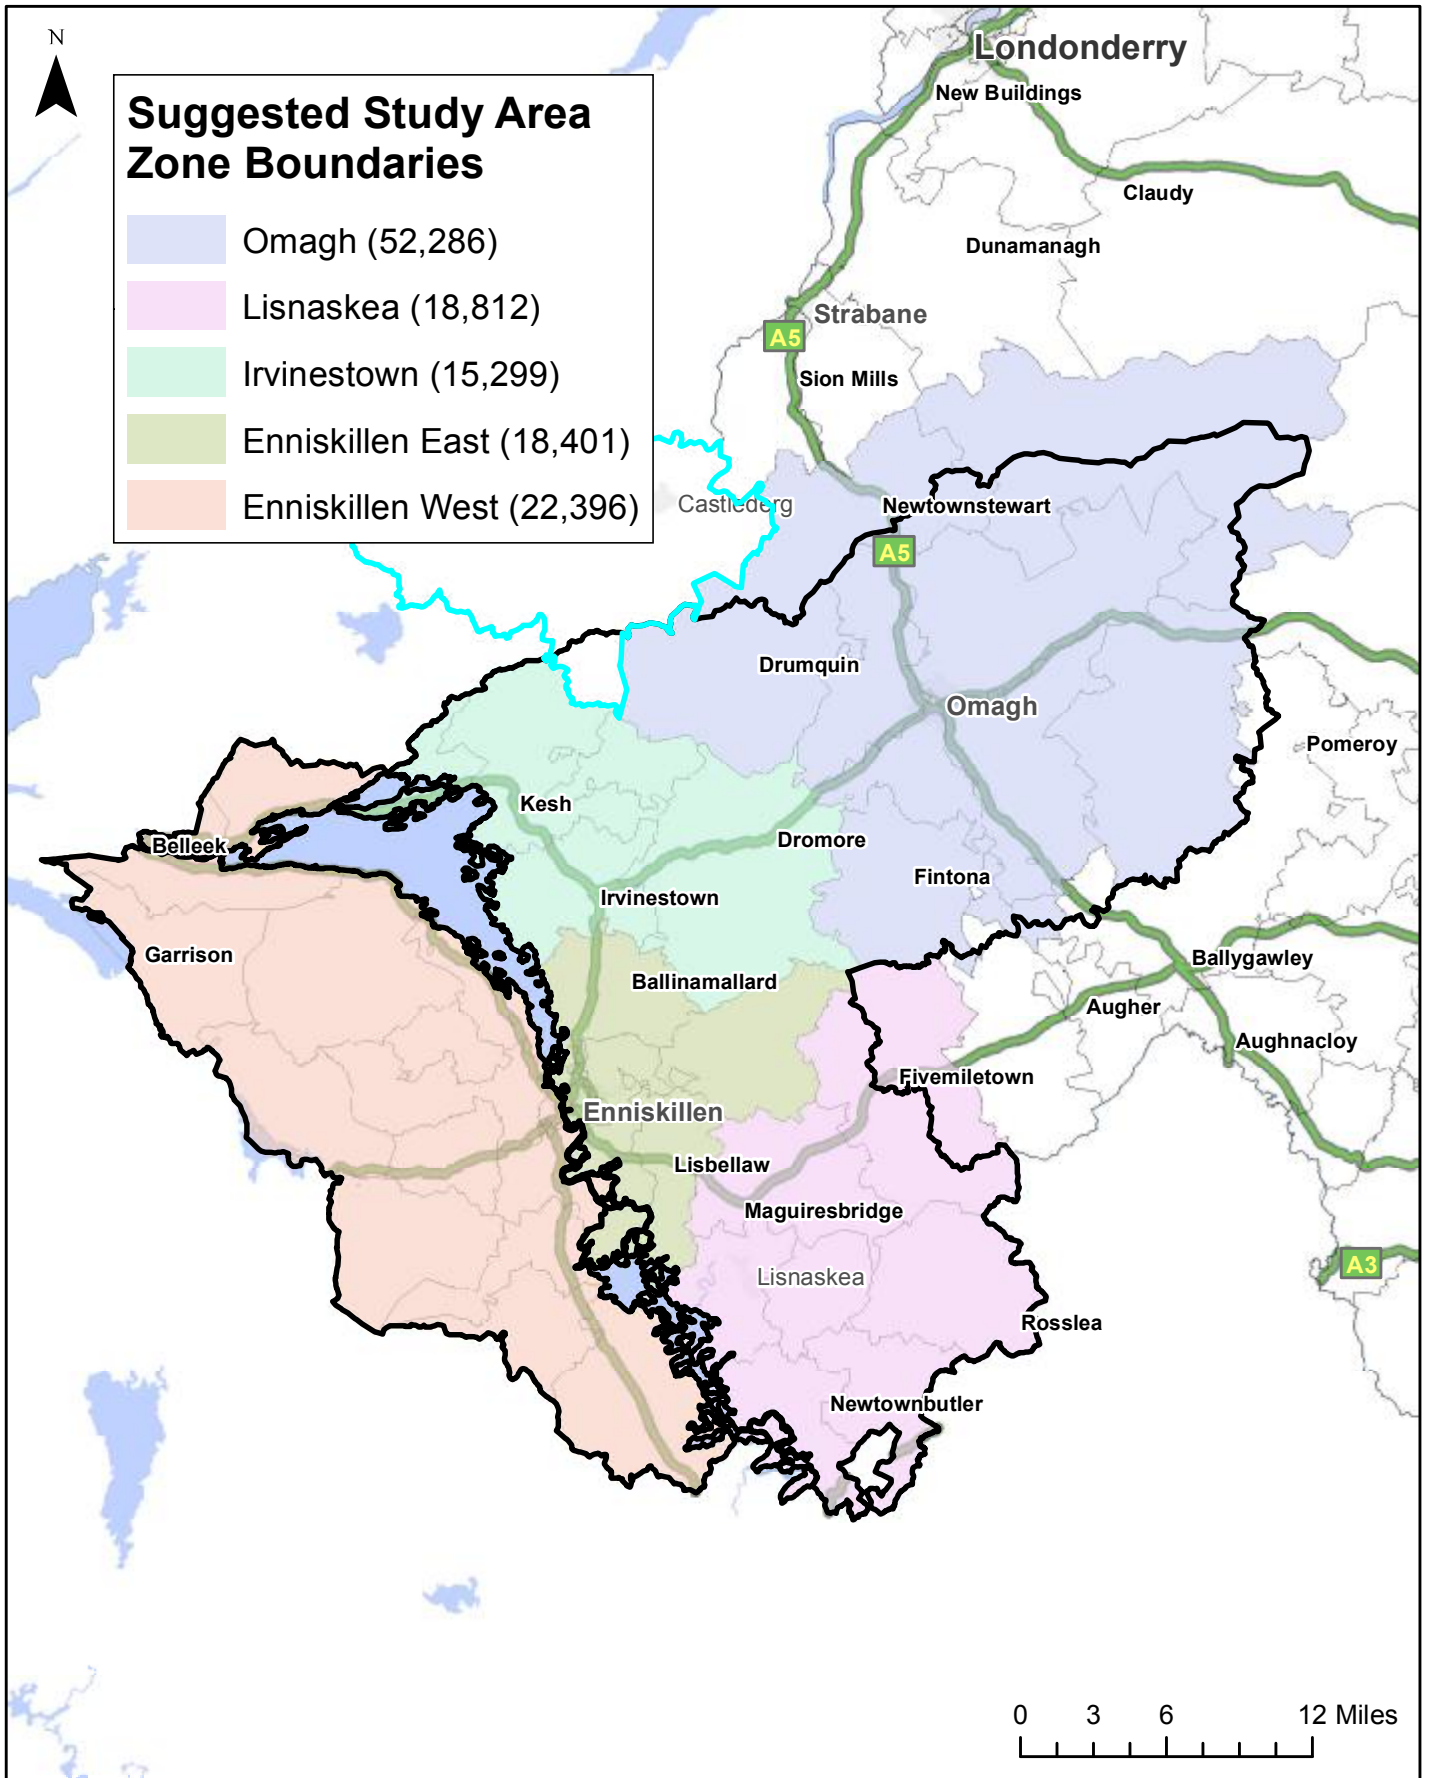 N
Londonderry
New Buildings
Suggested Study Area
Zone Boundaries
Omagh (52,286)
Lisnaskea (18,812)
Irvinestown (15,299)
Enniskillen East (18,401)
Enniskillen West (22,396)
Claudy
Dunamanagh
Strabane
A5
Sion Mills
Castlederg
Newtownstewart
A5
Drumquin
Omagh
Pomeroy
Kesh
Belleek
Dromore
Fintona
Irvinestown
Garrison
Ballygawley
Ballinamallard
Augher
Aughnacloy
Fivemiletown
Enniskillen
Lisbellaw
Maguiresbridge
A3
Lisnaskea
Rosslea
Newtownbutler
0 3 6 12 Miles